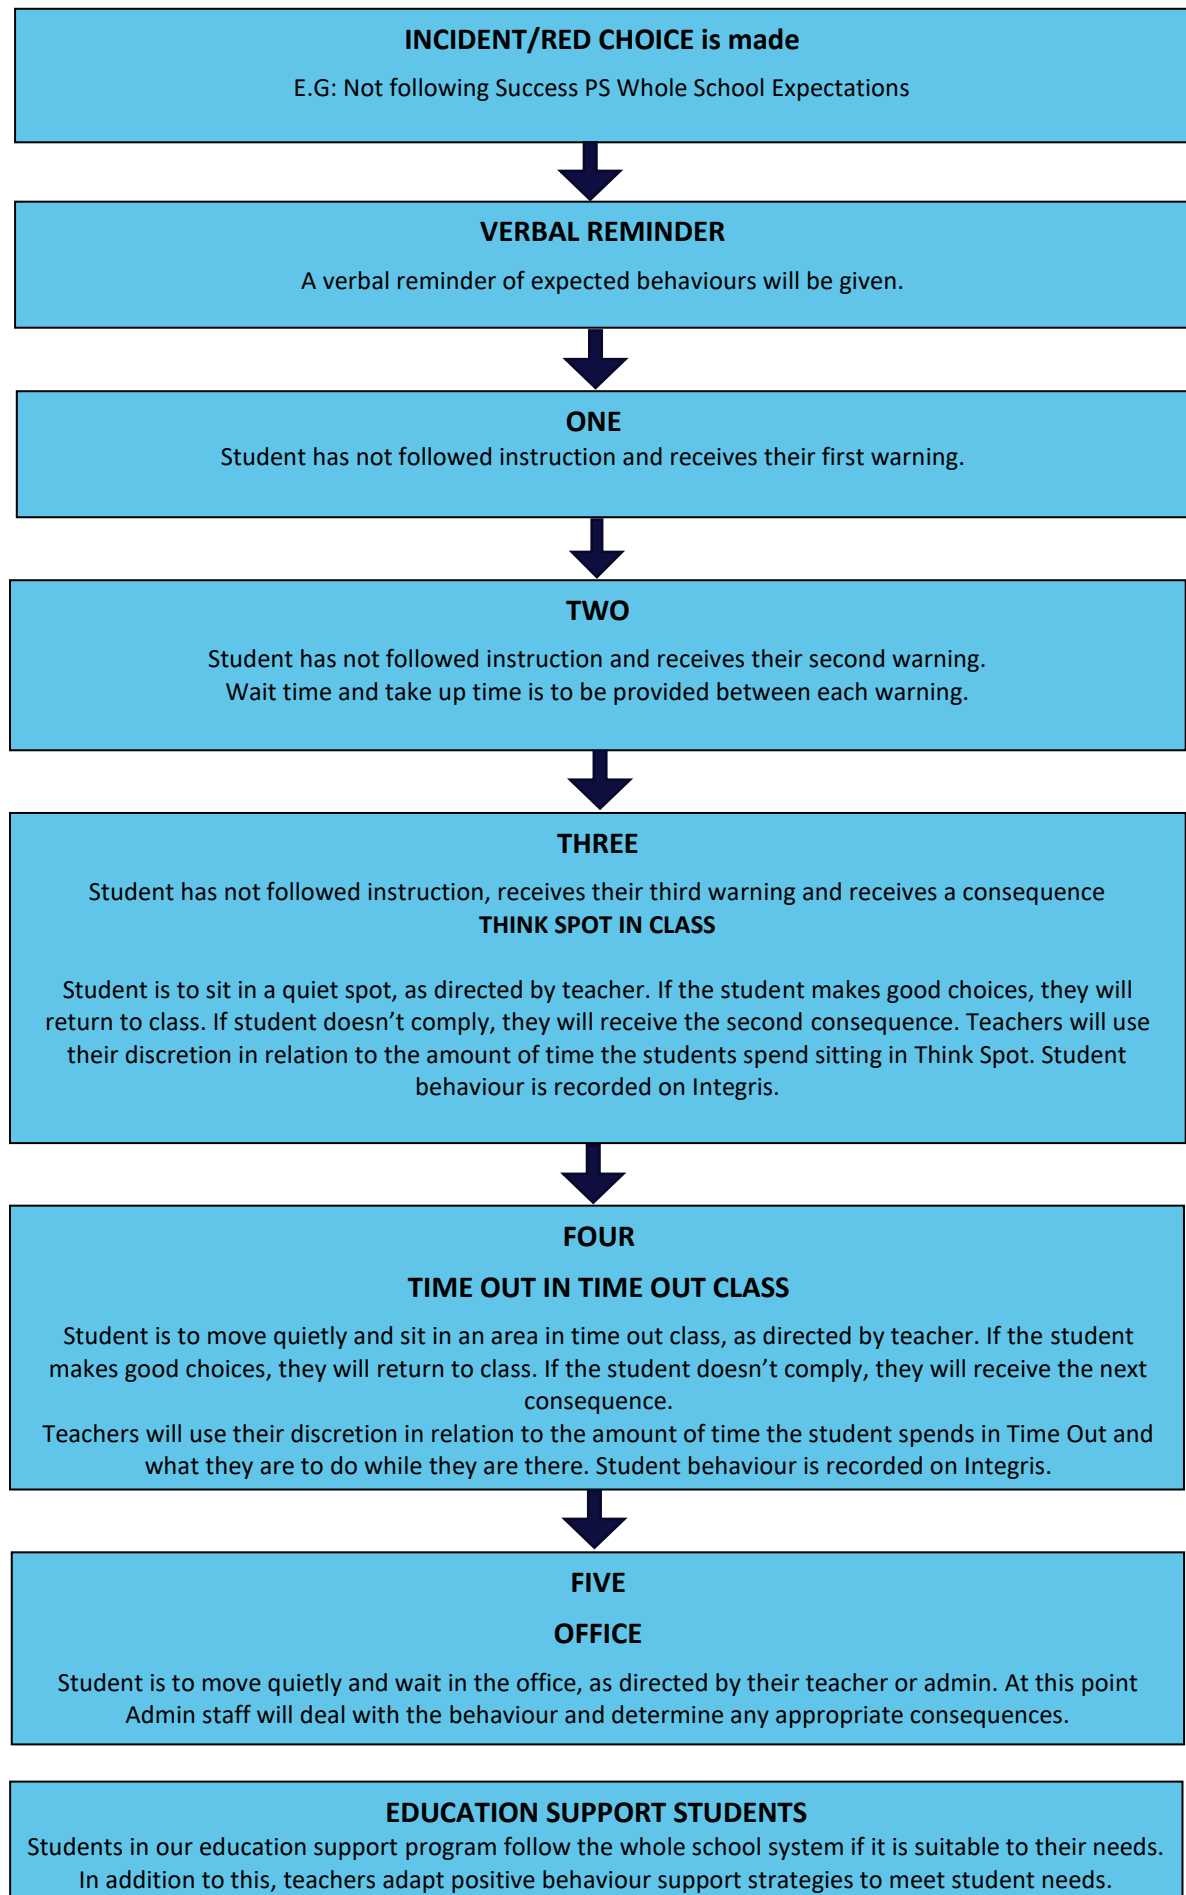 INCIDENT/RED CHOICE is made
E.G: Not following Success PS Whole School Expectations
VERBAL REMINDER
A verbal reminder of expected behaviours will be given.
ONE
Student has not followed instruction and receives their first warning.
TWO
Student has not followed instruction and receives their second warning.
Wait time and take up time is to be provided between each warning.
THREE
Student has not followed instruction, receives their third warning and receives a consequence
THINK SPOT IN CLASS
Student is to sit in a quiet spot, as directed by teacher. If the student makes good choices, they will
return to class. If student doesn’t comply, they will receive the second consequence. Teachers will use
their discretion in relation to the amount of time the students spend sitting in Think Spot. Student
behaviour is recorded on Integris.
FOUR
TIME OUT IN TIME OUT CLASS
Student is to move quietly and sit in an area in time out class, as directed by teacher. If the student
makes good choices, they will return to class. If the student doesn’t comply, they will receive the next
consequence.
Teachers will use their discretion in relation to the amount of time the student spends in Time Out and
what they are to do while they are there. Student behaviour is recorded on Integris.
FIVE
OFFICE
Student is to move quietly and wait in the office, as directed by their teacher or admin. At this point
Admin staff will deal with the behaviour and determine any appropriate consequences.
EDUCATION SUPPORT STUDENTS
Students in our education support program follow the whole school system if it is suitable to their needs.
In addition to this, teachers adapt positive behaviour support strategies to meet student needs.